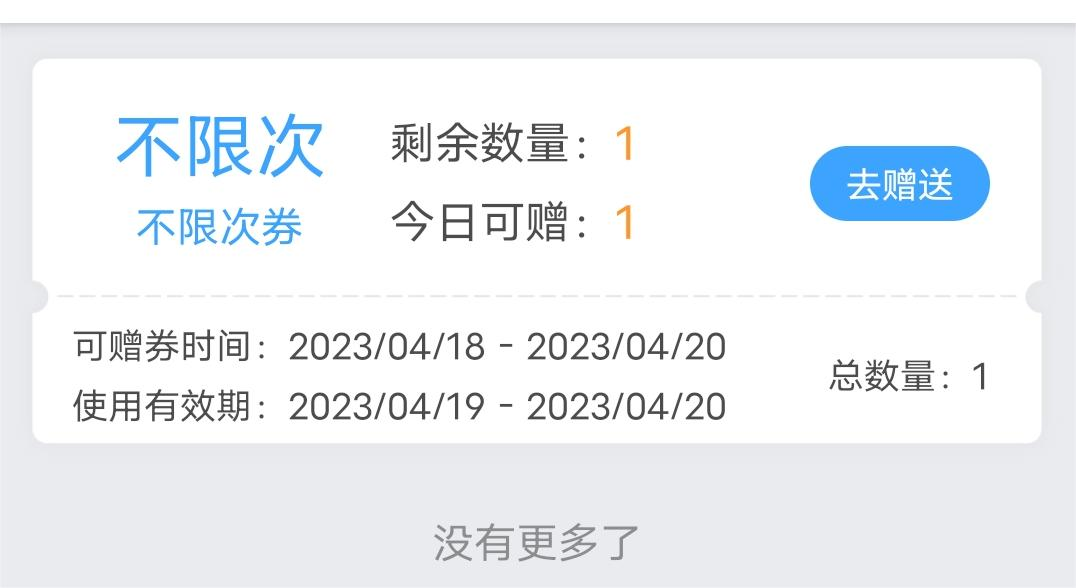 不限次
不限次券
剩余数量：1
今日可赠：1
去赠送
可赠券时间：2023/04/18 - 2023/04/20
使用有效期：2023/04/19 - 2023/04/20
总数量：1
没有更多了